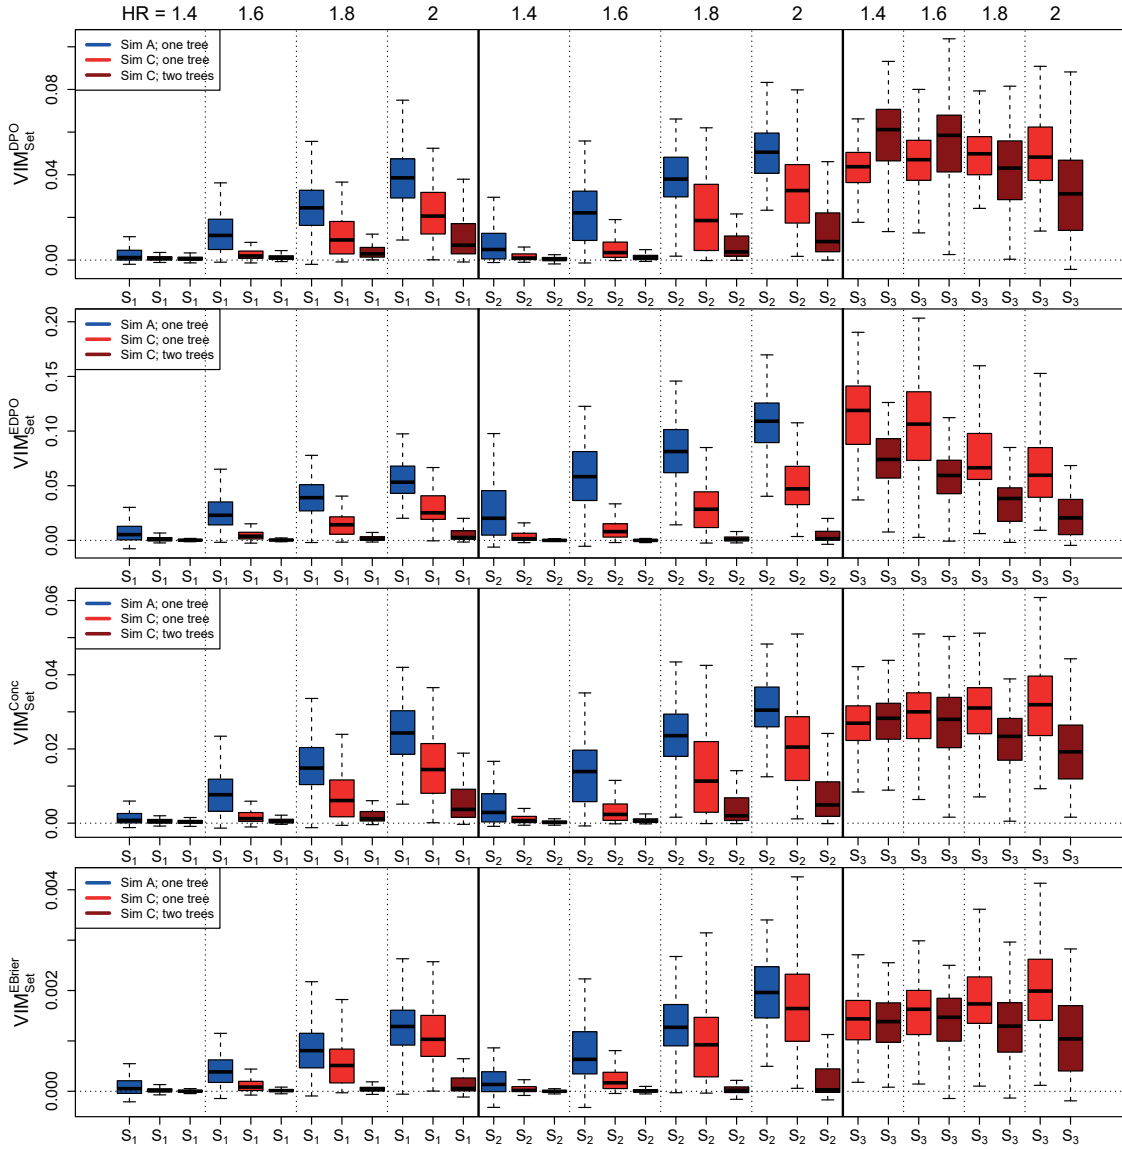 HR = 1.4 1.6 1.8 2 1.4 1.6 1.8 2 1.4 1.6 1.8 2
Sim A; one tree
Sim C; one tree
Sim C; two trees
VIM_Set^DPO
0.00 0.04 0.08
S1 S1 S1 S1 S1 S1 S1 S1 S1 S1 S1 S1 S2 S2 S2 S2 S2 S2 S2 S2 S2 S2 S2 S2 S3 S3 S3 S3 S3 S3 S3 S3
Sim A; one tree
Sim C; one tree
Sim C; two trees
VIM_Set^EDPO
0.00 0.05 0.10 0.15 0.20
S1 S1 S1 S1 S1 S1 S1 S1 S1 S1 S1 S1 S2 S2 S2 S2 S2 S2 S2 S2 S2 S2 S2 S2 S3 S3 S3 S3 S3 S3 S3 S3
Sim A; one tree
Sim C; one tree
Sim C; two trees
VIM_Set^Conc
0.00 0.02 0.04 0.06
S1 S1 S1 S1 S1 S1 S1 S1 S1 S1 S1 S1 S2 S2 S2 S2 S2 S2 S2 S2 S2 S2 S2 S2 S3 S3 S3 S3 S3 S3 S3 S3
Sim A; one tree
Sim C; one tree
Sim C; two trees
VIM_Set^EBrier
0.000 0.002 0.004
S1 S1 S1 S1 S1 S1 S1 S1 S1 S1 S1 S1 S2 S2 S2 S2 S2 S2 S2 S2 S2 S2 S2 S2 S3 S3 S3 S3 S3 S3 S3 S3